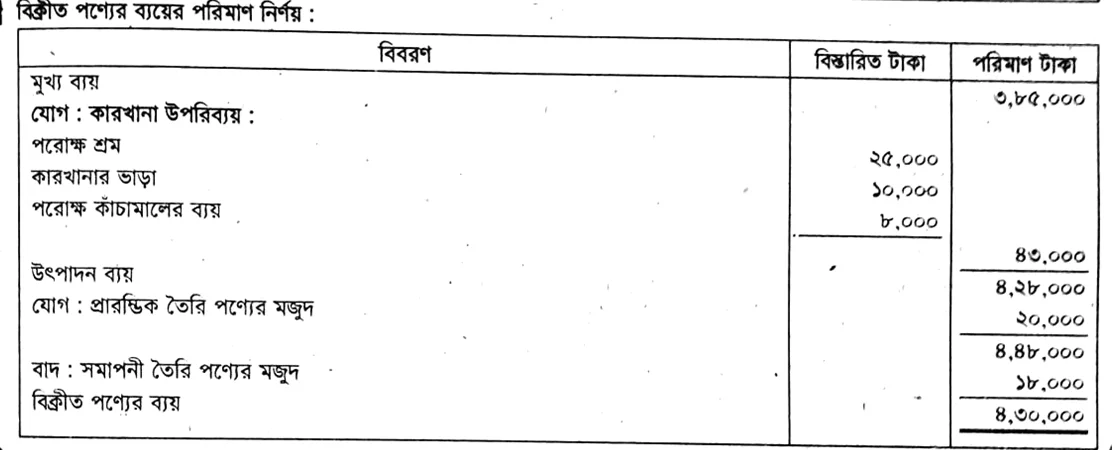 বিক্রীত পণ্যের ব্যয়ের পরিমাণ নির্ণয় :
বিবরণ বিস্তারিত টাকা পরিমাণ টাকা
মুখ্য ব্যয় ৩,৮৫,০০০
যোগ : কারখানা উপরিব্যয় :
পরোক্ষ শ্রম ২৫,০০০
কারখানার ভাড়া ১০,০০০
পরোক্ষ কাঁচামালের ব্যয় ৮,০০০
৪৩,০০০
উৎপাদন ব্যয় ৪,২৮,০০০
যোগ : প্রারম্ভিক তৈরি পণ্যের মজুদ ২০,০০০
৪,৪৮,০০০
বাদ : সমাপনী তৈরি পণ্যের মজুদ ১৮,০০০
বিক্রীত পণ্যের ব্যয় ৪,৩০,০০০